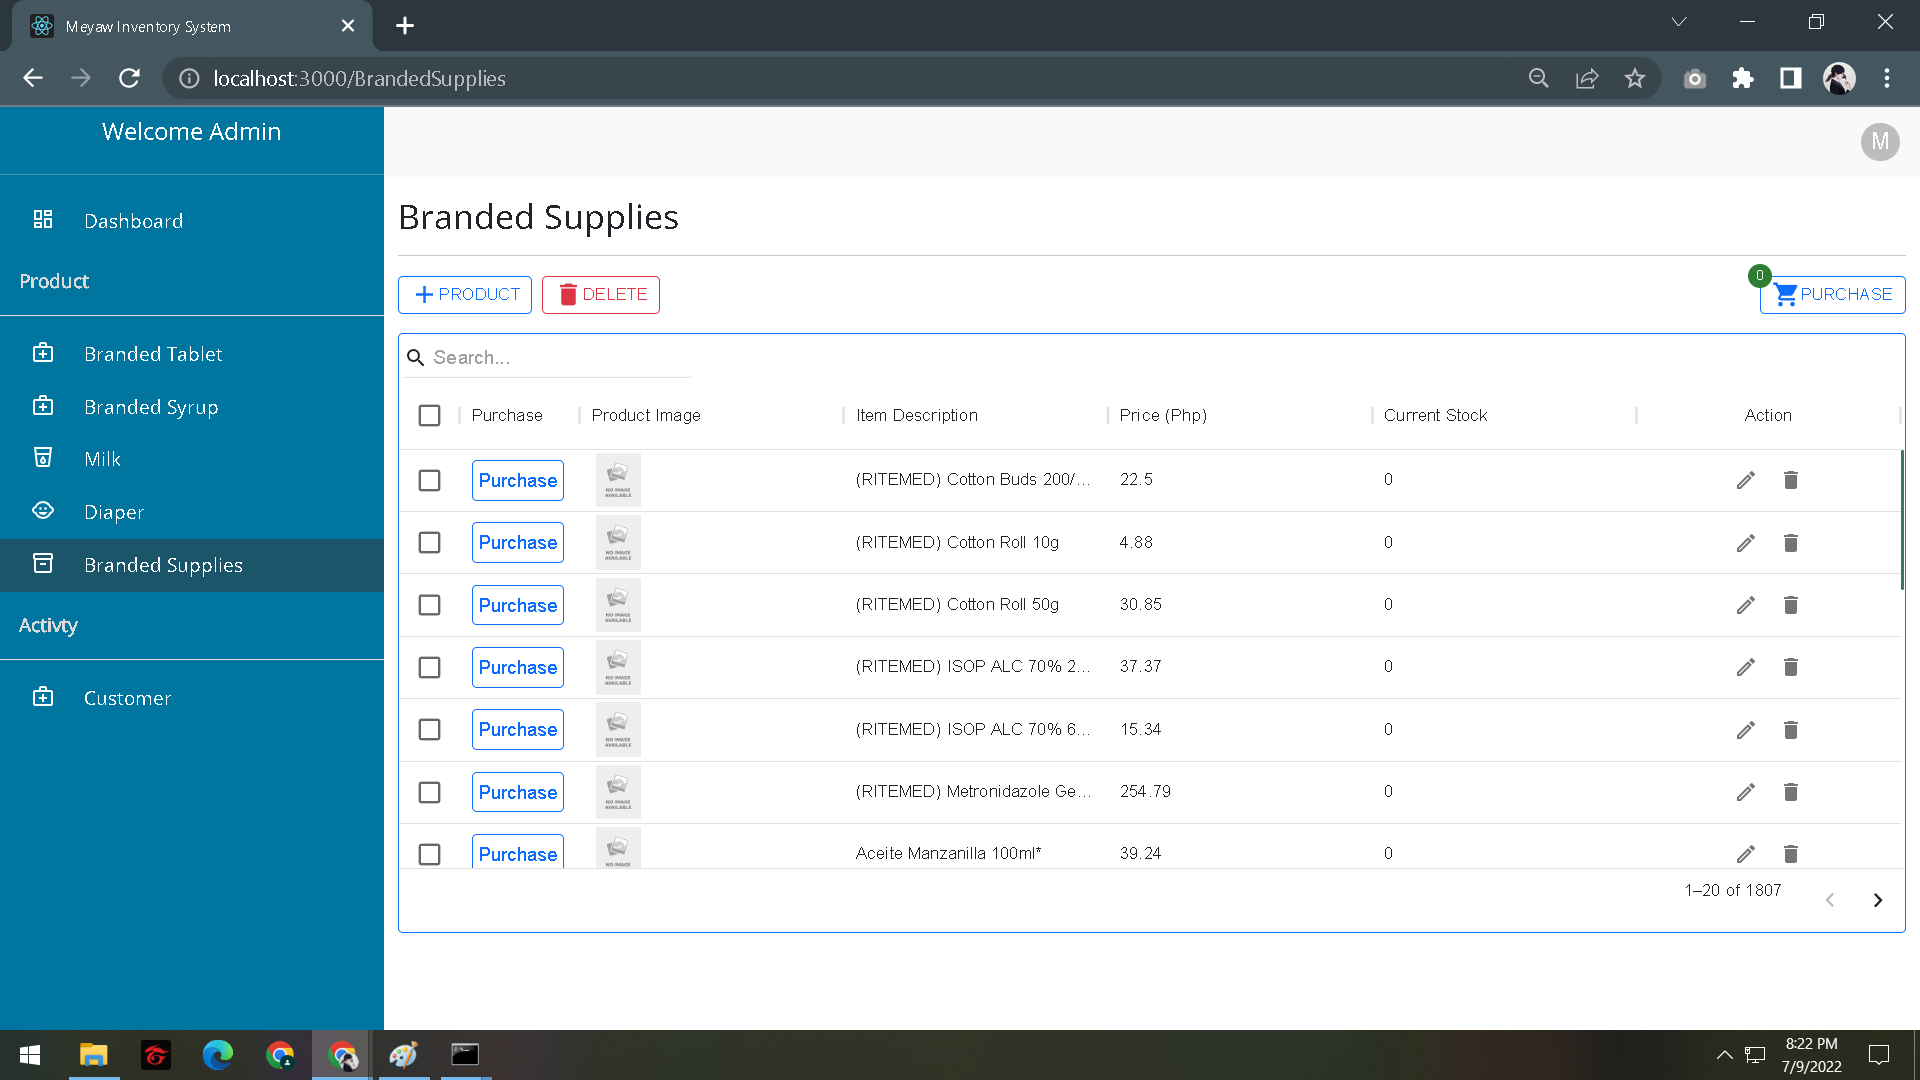 Meyaw Inventory System
localhost:3000/BrandedSupplies
Welcome Admin
M
Dashboard
Product
Branded Tablet
Branded Syrup
Milk
Diaper
Branded Supplies
Activty
Customer
Branded Supplies
PRODUCT
DELETE
0
PURCHASE
Search...
Purchase Product Image Item Description Price (Php) Current Stock Action
Purchase NO IMAGE AVAILABLE (RITEMED) Cotton Buds 200/... 22.5 0
Purchase NO IMAGE AVAILABLE (RITEMED) Cotton Roll 10g 4.88 0
Purchase NO IMAGE AVAILABLE (RITEMED) Cotton Roll 50g 30.85 0
Purchase NO IMAGE AVAILABLE (RITEMED) ISOP ALC 70% 2... 37.37 0
Purchase NO IMAGE AVAILABLE (RITEMED) ISOP ALC 70% 6... 15.34 0
Purchase NO IMAGE AVAILABLE (RITEMED) Metronidazole Ge... 254.79 0
Purchase NO IMAGE Aceite Manzanilla 100ml* 39.24 0
1–20 of 1807
8:22 PM
7/9/2022